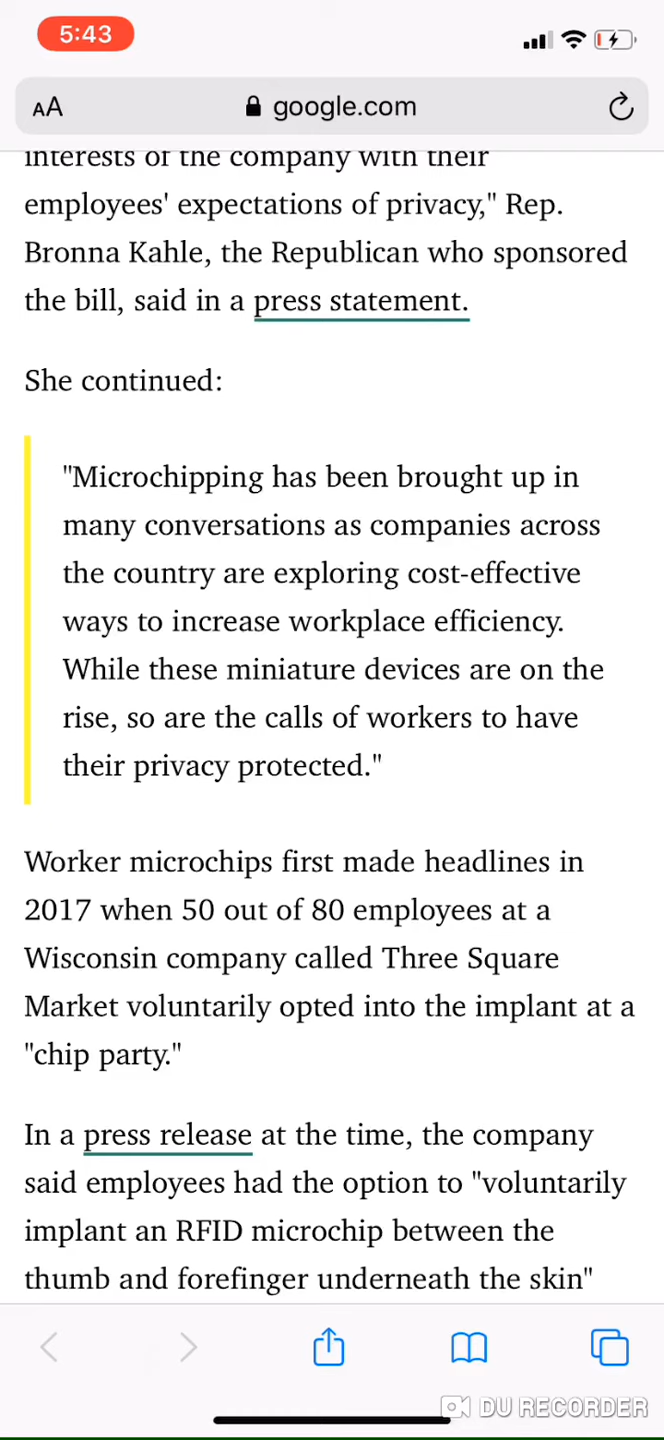 5:43
AA google.com
interests of the company with their
employees' expectations of privacy," Rep.
Bronna Kahle, the Republican who sponsored
the bill, said in a press statement.
She continued:
"Microchipping has been brought up in
many conversations as companies across
the country are exploring cost-effective
ways to increase workplace efficiency.
While these miniature devices are on the
rise, so are the calls of workers to have
their privacy protected."
Worker microchips first made headlines in
2017 when 50 out of 80 employees at a
Wisconsin company called Three Square
Market voluntarily opted into the implant at a
"chip party."
In a press release at the time, the company
said employees had the option to "voluntarily
implant an RFID microchip between the
thumb and forefinger underneath the skin"
DU RECORDER